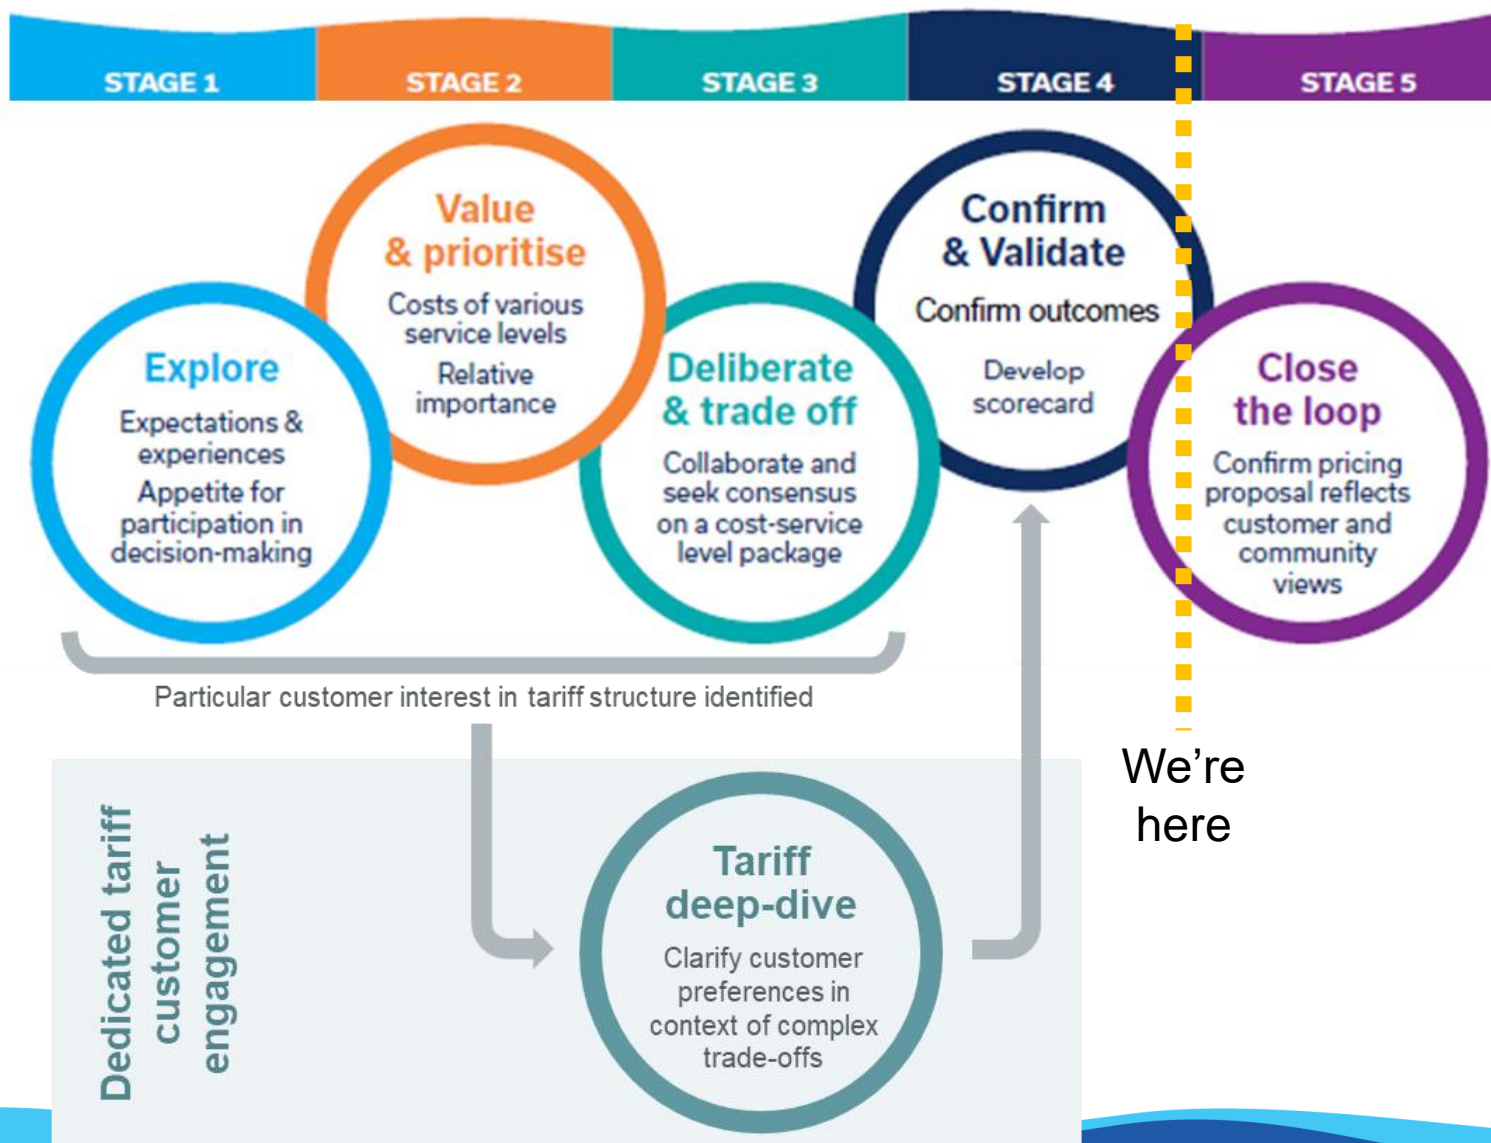 STAGE 1
STAGE 2
STAGE 3
STAGE 4
STAGE 5
Explore
Expectations &
experiences
Appetite for
participation in
decision-making
Value
& prioritise
Costs of various
service levels
Relative
importance
Deliberate
& trade off
Collaborate and
seek consensus
on a cost-service
level package
Confirm
& Validate
Confirm outcomes
Develop
scorecard
Close
the loop
Confirm pricing
proposal reflects
customer and
community
views
Particular customer interest in tariff structure identified
We’re
here
Dedicated tariff
customer
engagement
Tariff
deep-dive
Clarify customer
preferences in
context of complex
trade-offs